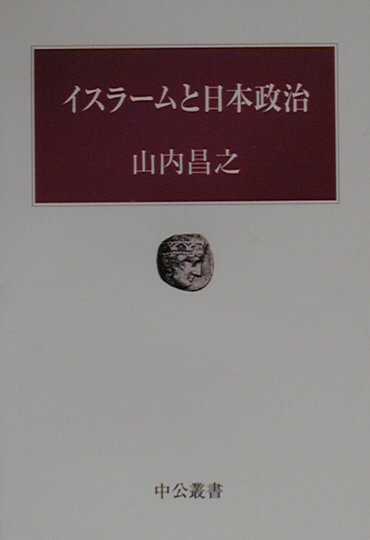 イスラームと日本政治
山内昌之
中公叢書